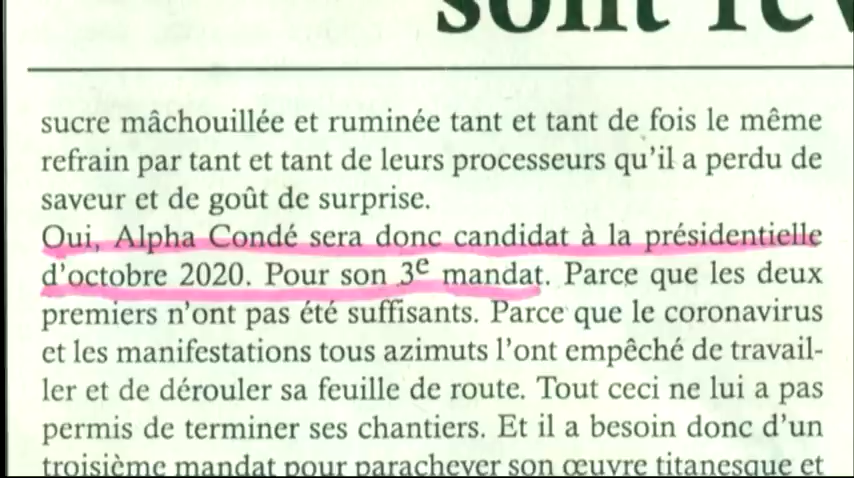 sont rev
sucre mâchouillée et ruminée tant et tant de fois le même
refrain par tant et tant de leurs processeurs qu'il a perdu de
saveur et de goût de surprise.
Oui, Alpha Condé sera donc candidat à la présidentielle
d'octobre 2020. Pour son 3e mandat. Parce que les deux
premiers n'ont pas été suffisants. Parce que le coronavirus
et les manifestations tous azimuts l'ont empêché de travail-
ler et de dérouler sa feuille de route. Tout ceci ne lui a pas
permis de terminer ses chantiers. Et il a besoin donc d'un
troisième mandat pour parachever son œuvre titanesque et